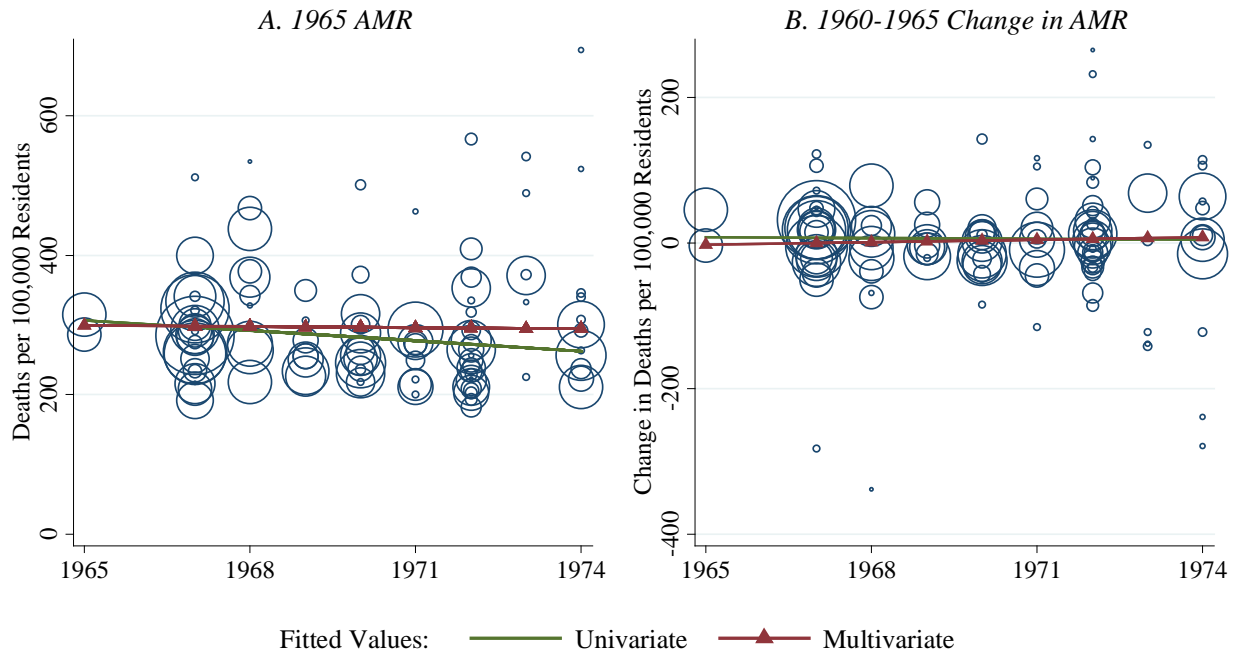 A. 1965 AMR
Deaths per 100,000 Residents
600
400
200
0
1965 1968 1971 1974
B. 1960-1965 Change in AMR
Change in Deaths per 100,000 Residents
200
0
-200
-400
1965 1968 1971 1974
Fitted Values: Univariate Multivariate